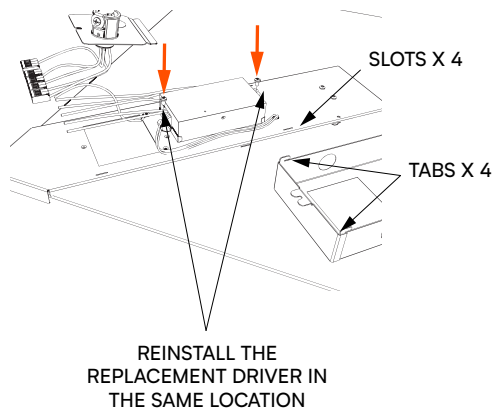 SLOTS X 4
TABS X 4
REINSTALL THE
REPLACEMENT DRIVER IN
THE SAME LOCATION